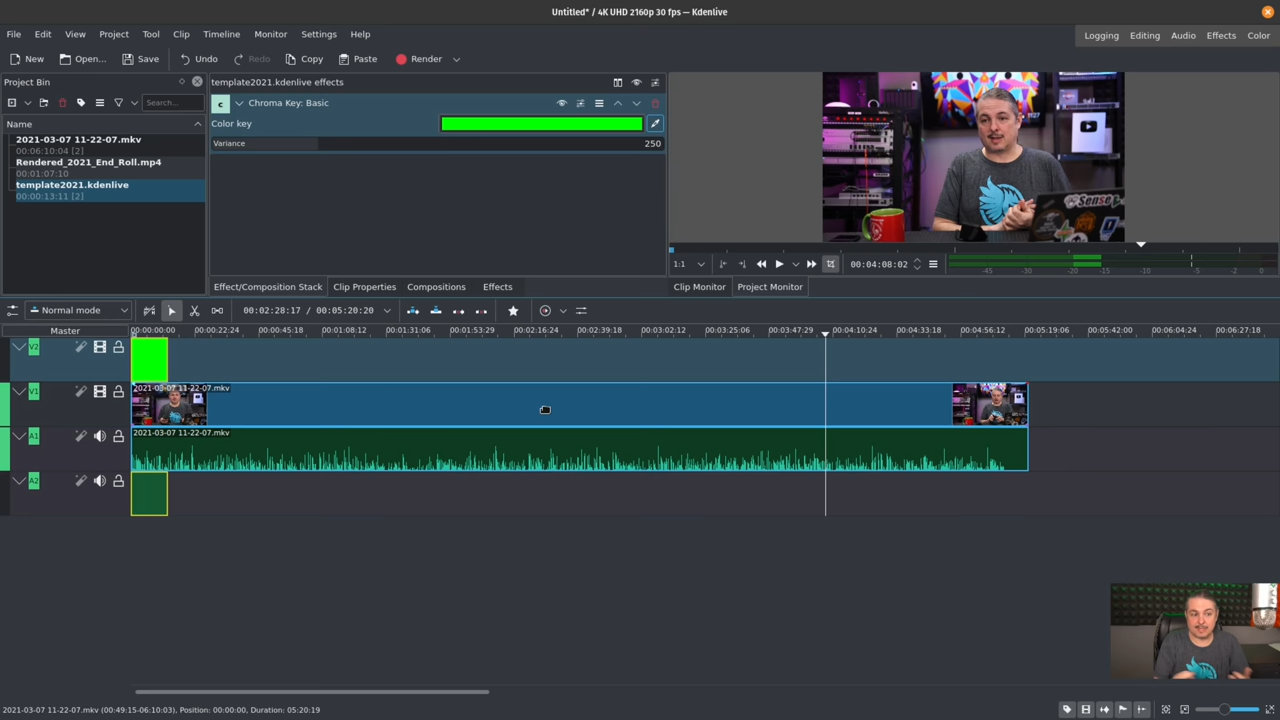 Untitled* / 4K UHD 2160p 30 fps — Kdenlive
File Edit View Project Tool Clip Timeline Monitor Settings Help
Logging Editing Audio Effects Color
New Open... Save Undo Redo Copy Paste Render
Project Bin
template2021.kdenlive effects
Search...
c Chroma Key: Basic
Name
Color key
2021-03-07 11-22-07.mkv
00:06:10:04 [2]
Variance 250
Rendered_2021_End_Roll.mp4
00:01:07:10
template2021.kdenlive
00:00:13:11 [2]
Sense
1:1
00:04:08:02
-45 -30 -20 -15 -10 -5 -2 0
Effect/Composition Stack Clip Properties Compositions Effects
Clip Monitor Project Monitor
Normal mode
00:02:28:17 / 00:05:20:20
Master
00:00:00:00 00:00:22:24 00:00:45:18 00:01:08:12 00:01:31:06 00:01:53:29 00:02:16:24 00:02:39:18 00:03:02:12 00:03:25:06 00:03:47:29 00:04:10:24 00:04:33:18 00:04:56:12 00:05:19:06 00:05:42:00 00:06:04:24 00:06:27:18
V2
V1
2021-03-07 11-22-07.mkv
A1
2021-03-07 11-22-07.mkv
A2
2021-03-07 11-22-07.mkv (00:49:15-06:10:03), Position: 00:00:00, Duration: 05:20:19